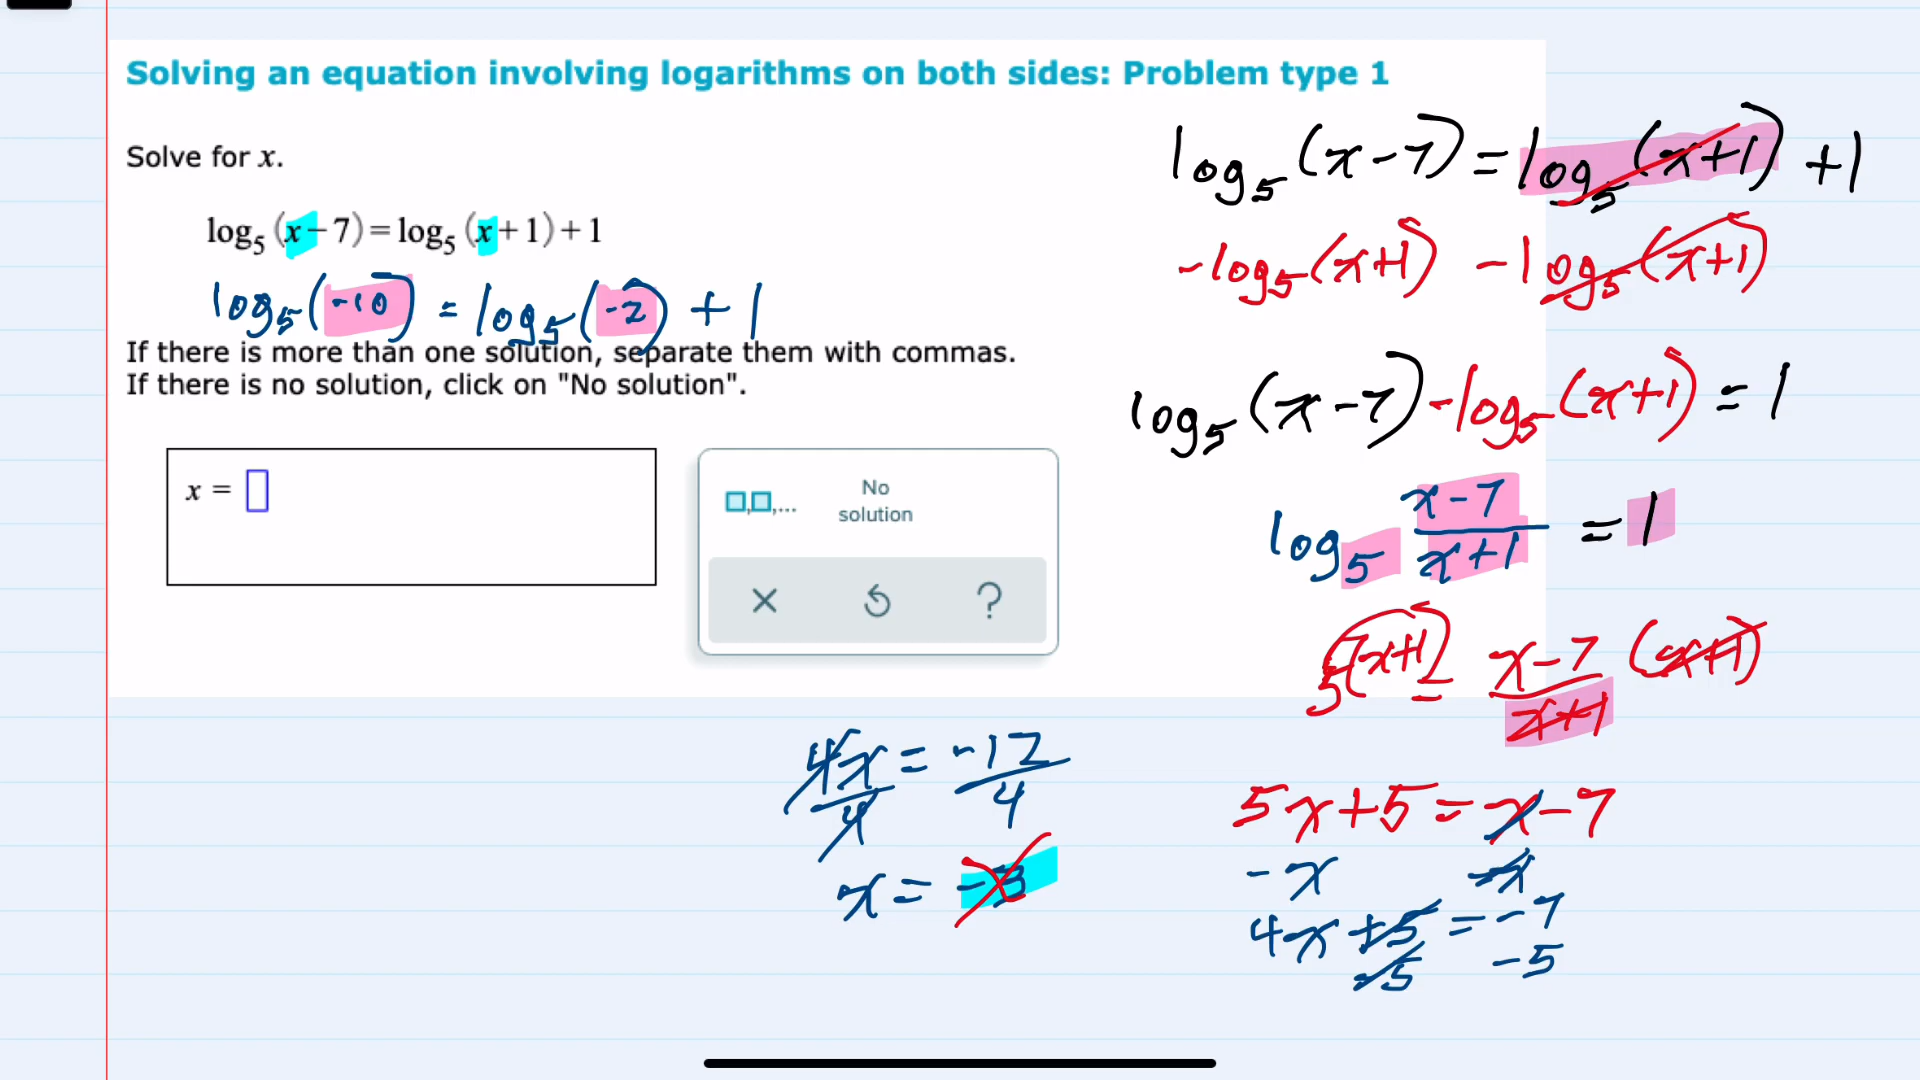 Solving an equation involving logarithms on both sides: Problem type 1
Solve for x.
log₅ (x − 7) = log₅ (x + 1) + 1
log₅(-10) = log₅(-2) + 1
If there is more than one solution, separate them with commas.
If there is no solution, click on "No solution".
x =
□,□,...
No
solution
× ↺ ?
log₅(x-7) = log₅(x+1) +1
-log₅(x+1) -log₅(x+1)
log₅(x-7)-log₅(x+1) = 1
log₅ x-7/x+1 = 1
5(x+1) = x-7/x+1 (x+1)
5x+5 = x-7
-x -x
4x +5 = -7
-5 -5
4x/4 = -12/4
x = -3